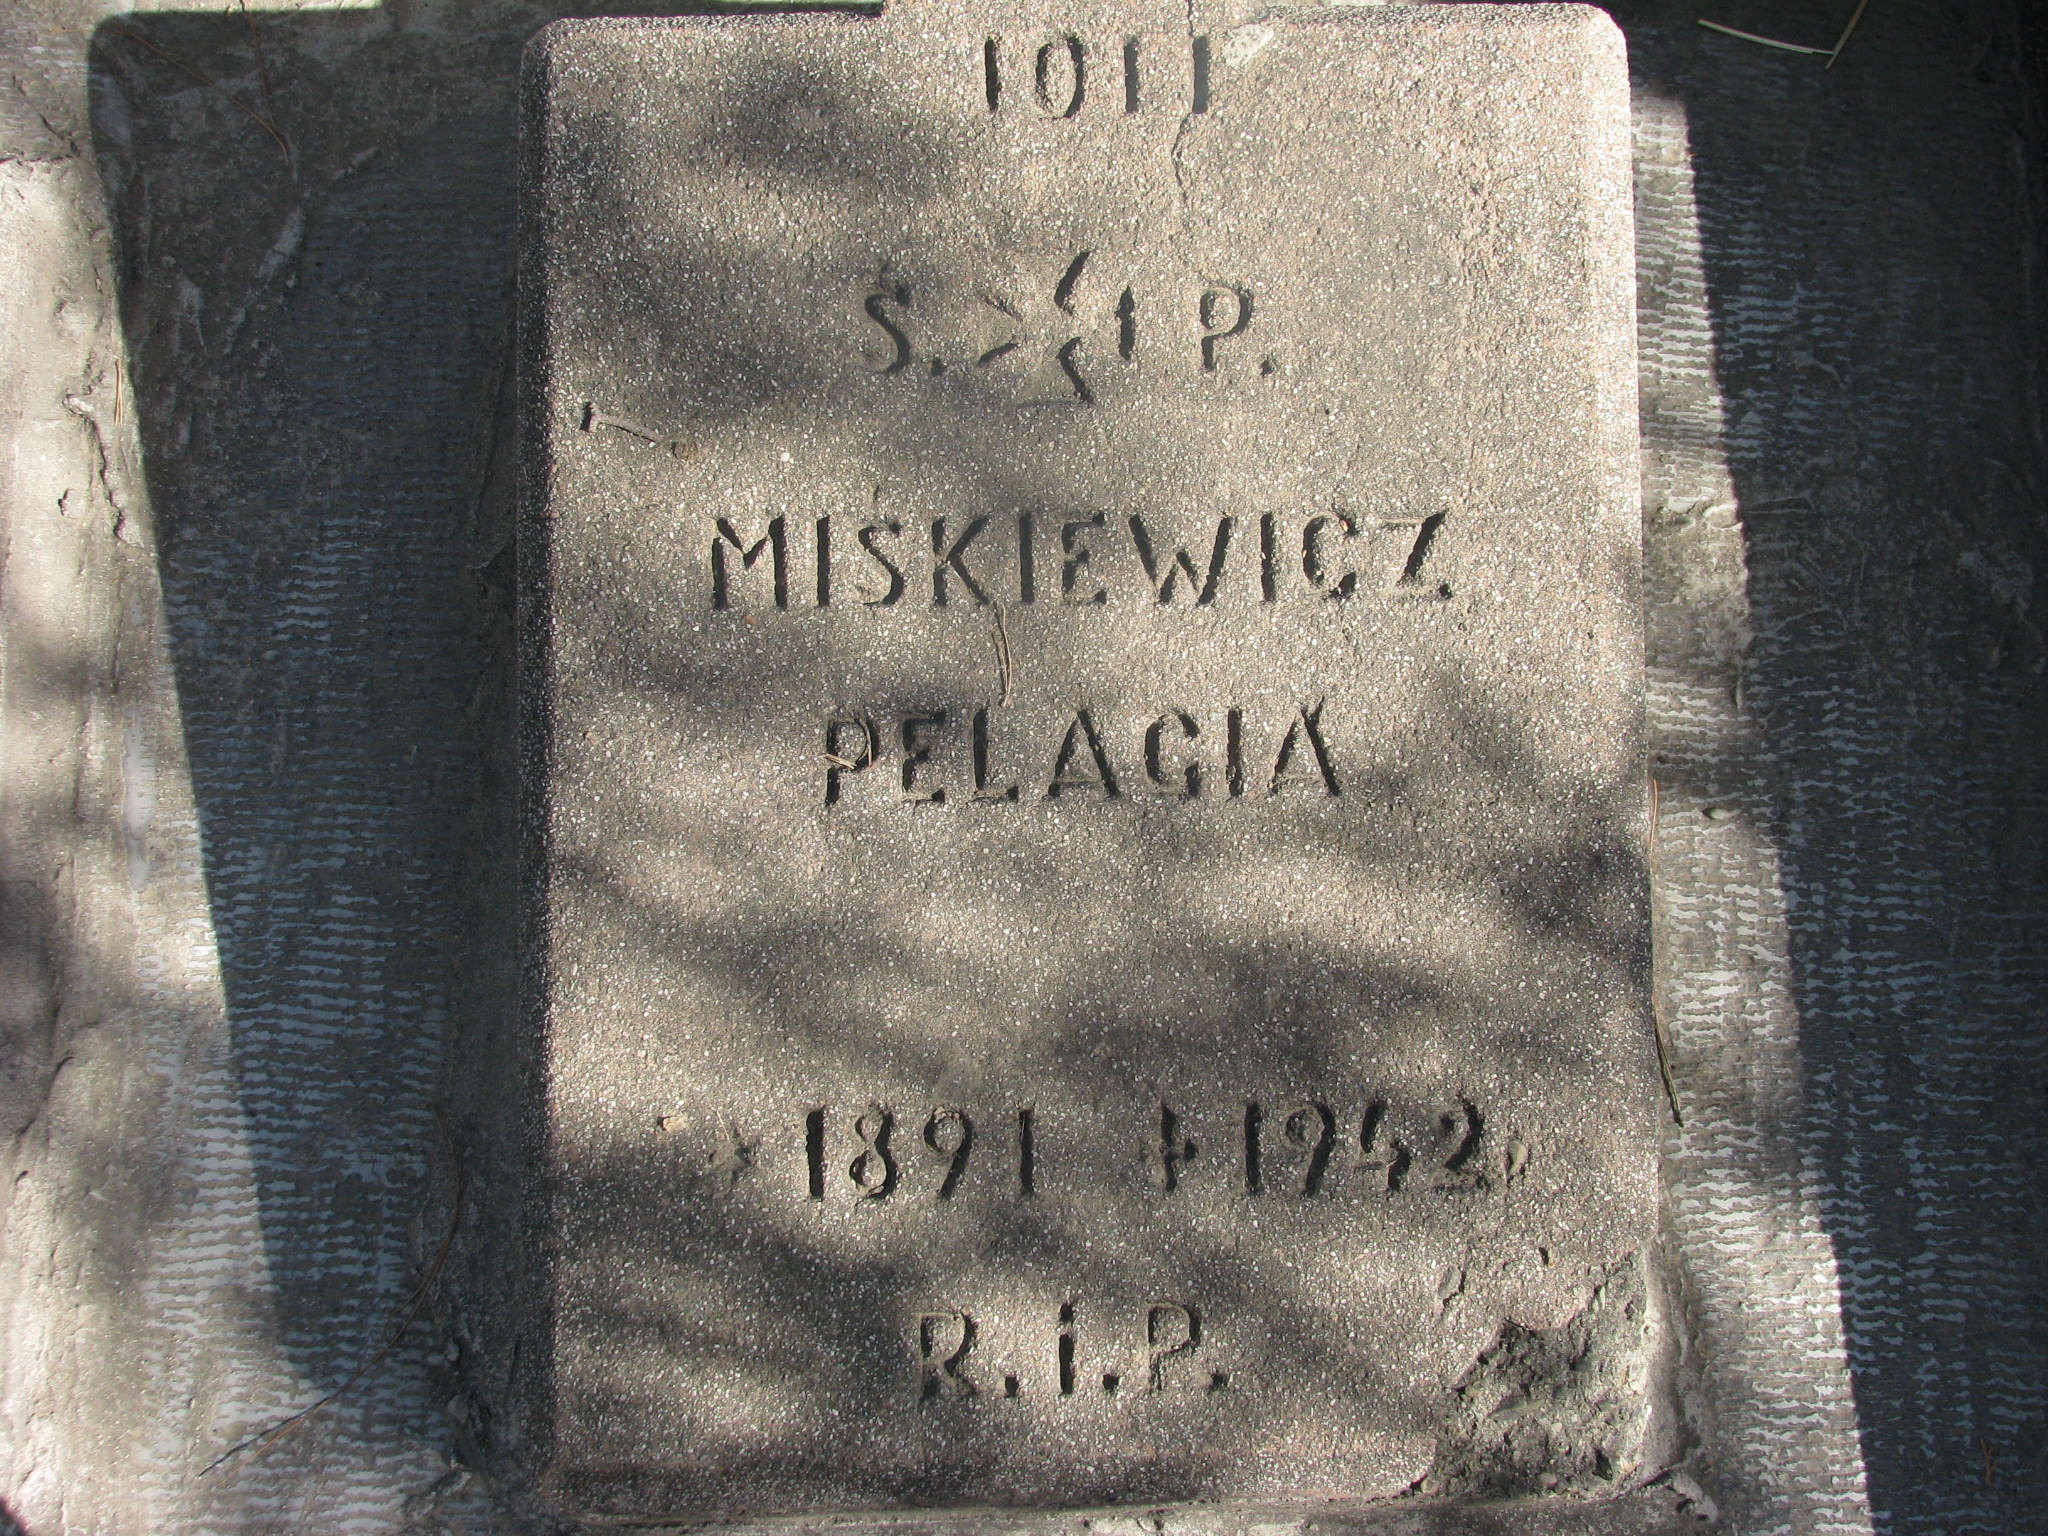 1011
Ś. I P.
MIŚKIEWICZ
PELAGIA
1891 +1942
R.i.P.